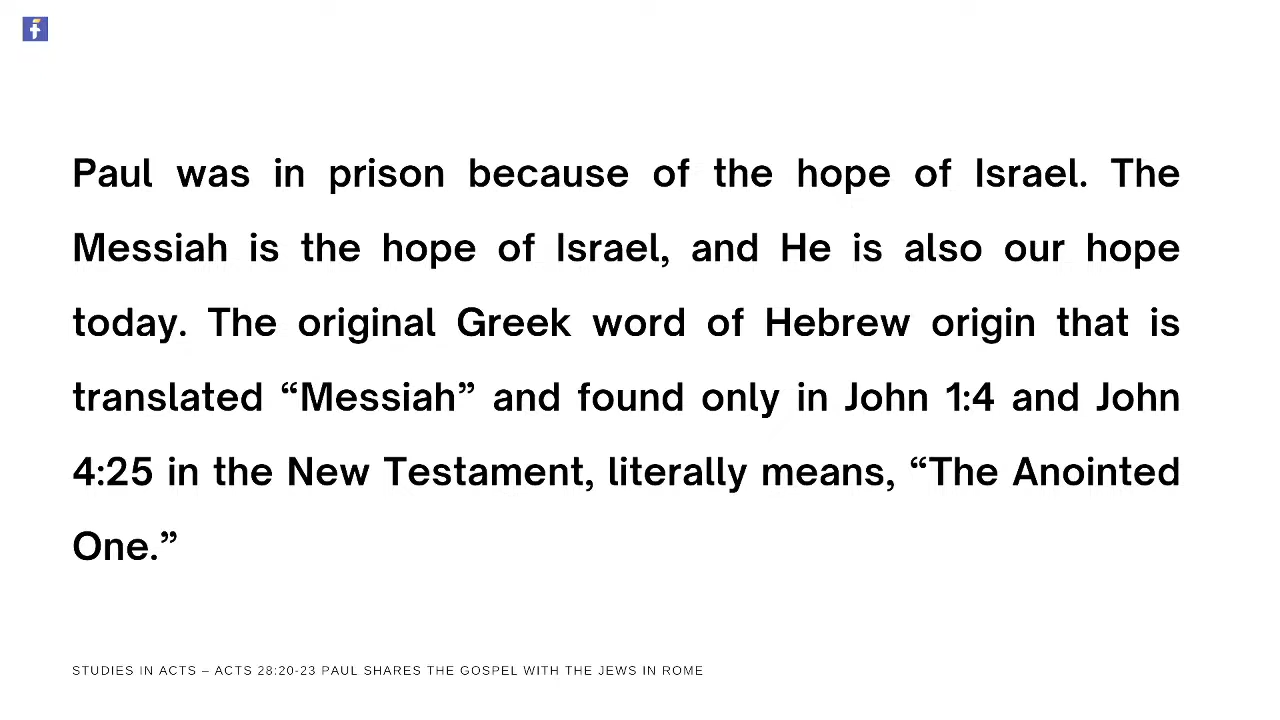 Paul was in prison because of the hope of Israel. The
Messiah is the hope of Israel, and He is also our hope
today. The original Greek word of Hebrew origin that is
translated “Messiah” and found only in John 1:4 and John
4:25 in the New Testament, literally means, “The Anointed
One.”
STUDIES IN ACTS – ACTS 28:20-23 PAUL SHARES THE GOSPEL WITH THE JEWS IN ROME